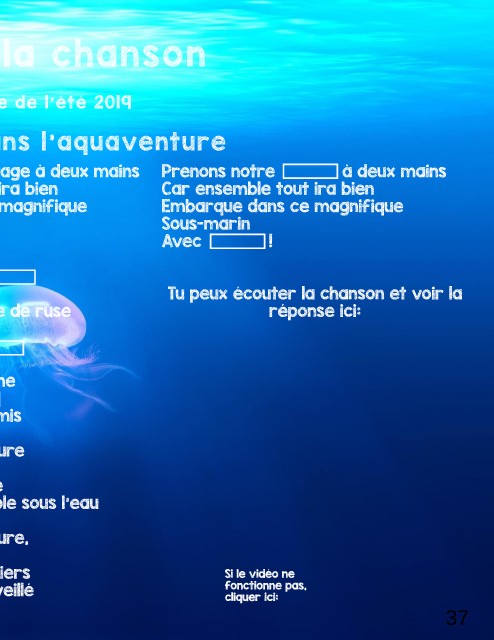 la chanson
e de l'été 2019
ns l'aquaventure
age à deux mains
ira bien
magnifique
e de ruse
ne
mis
ure
e
le sous l'eau
ure,
iers
veillé
Prenons notre à deux mains
Car ensemble tout ira bien
Embarque dans ce magnifique
Sous-marin
Avec !
Tu peux écouter la chanson et voir la
réponse ici:
Si le vidéo ne
fonctionne pas,
cliquer ici:
37